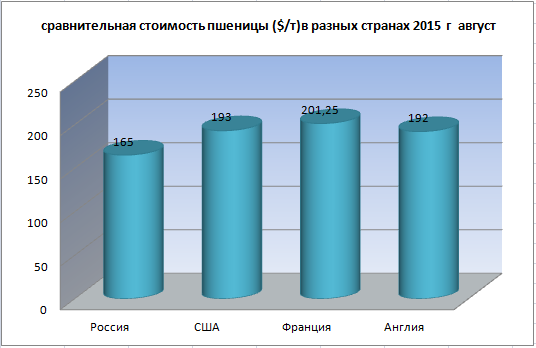 сравнительная стоимость пшеницы ($/т)в разных странах 2015 г август
250
200
150
100
50
0
165
193
201,25
192
Россия
США
Франция
Англия